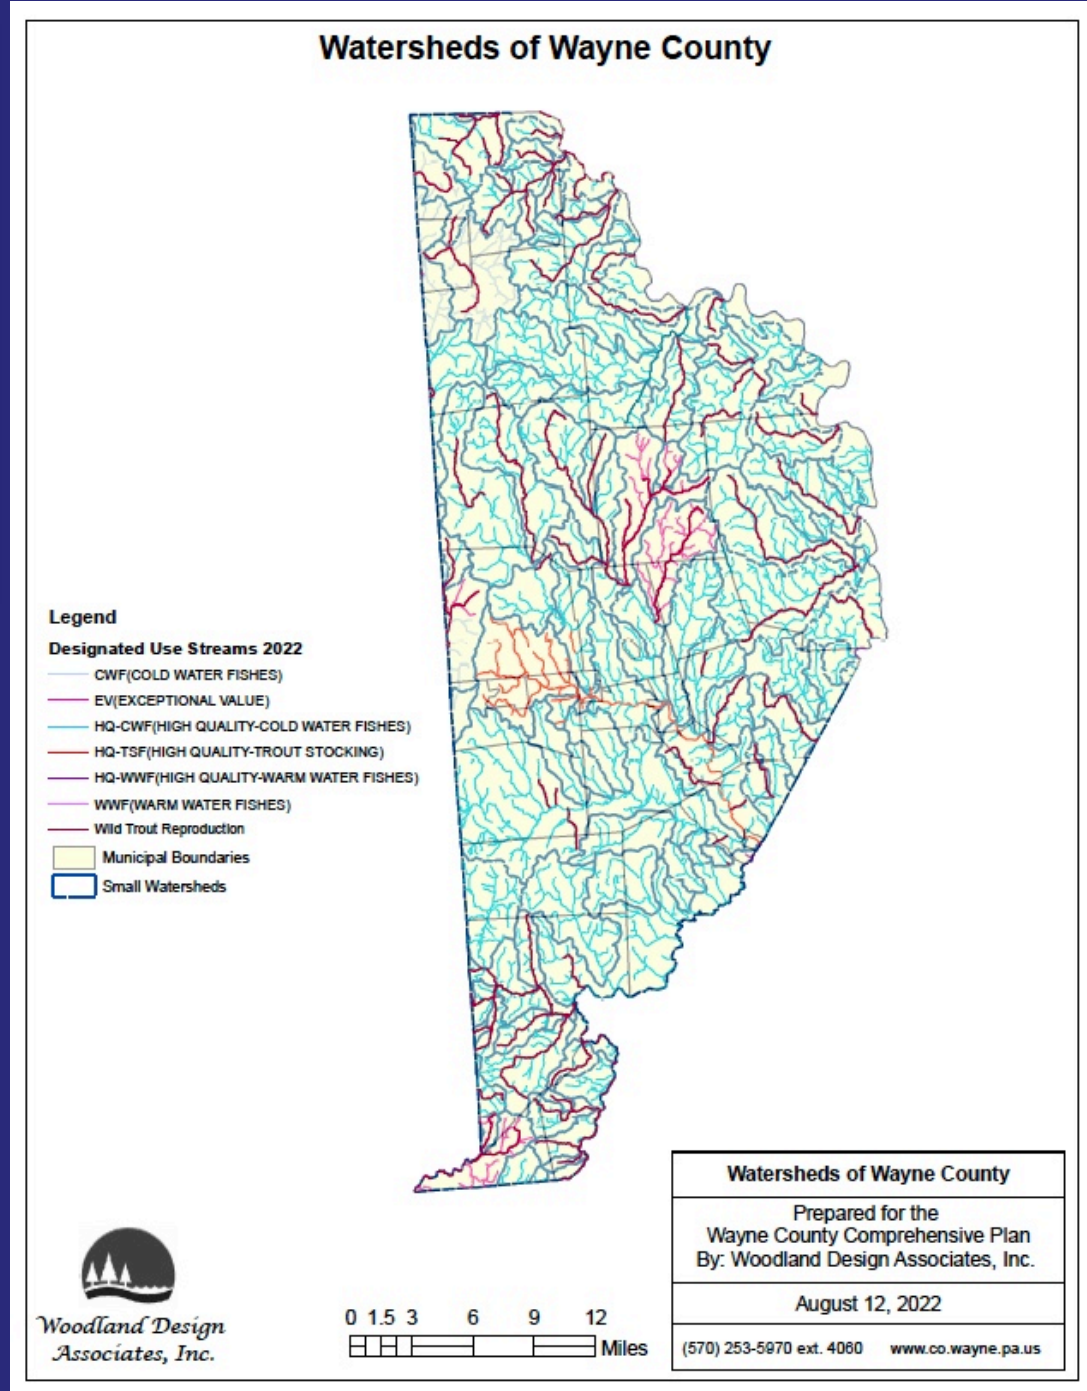 Watersheds of Wayne County
Legend
Designated Use Streams 2022
CWF(COLD WATER FISHES)
EV(EXCEPTIONAL VALUE)
HQ-CWF(HIGH QUALITY-COLD WATER FISHES)
HQ-TSF(HIGH QUALITY-TROUT STOCKING)
HQ-WWF(HIGH QUALITY-WARM WATER FISHES)
WWF(WARM WATER FISHES)
Wild Trout Reproduction
Municipal Boundaries
Small Watersheds
Woodland Design
Associates, Inc.
0 1.5 3 6 9 12
Miles
Watersheds of Wayne County
Prepared for the
Wayne County Comprehensive Plan
By: Woodland Design Associates, Inc.
August 12, 2022
(570) 253-5970 ext. 4060 www.co.wayne.pa.us